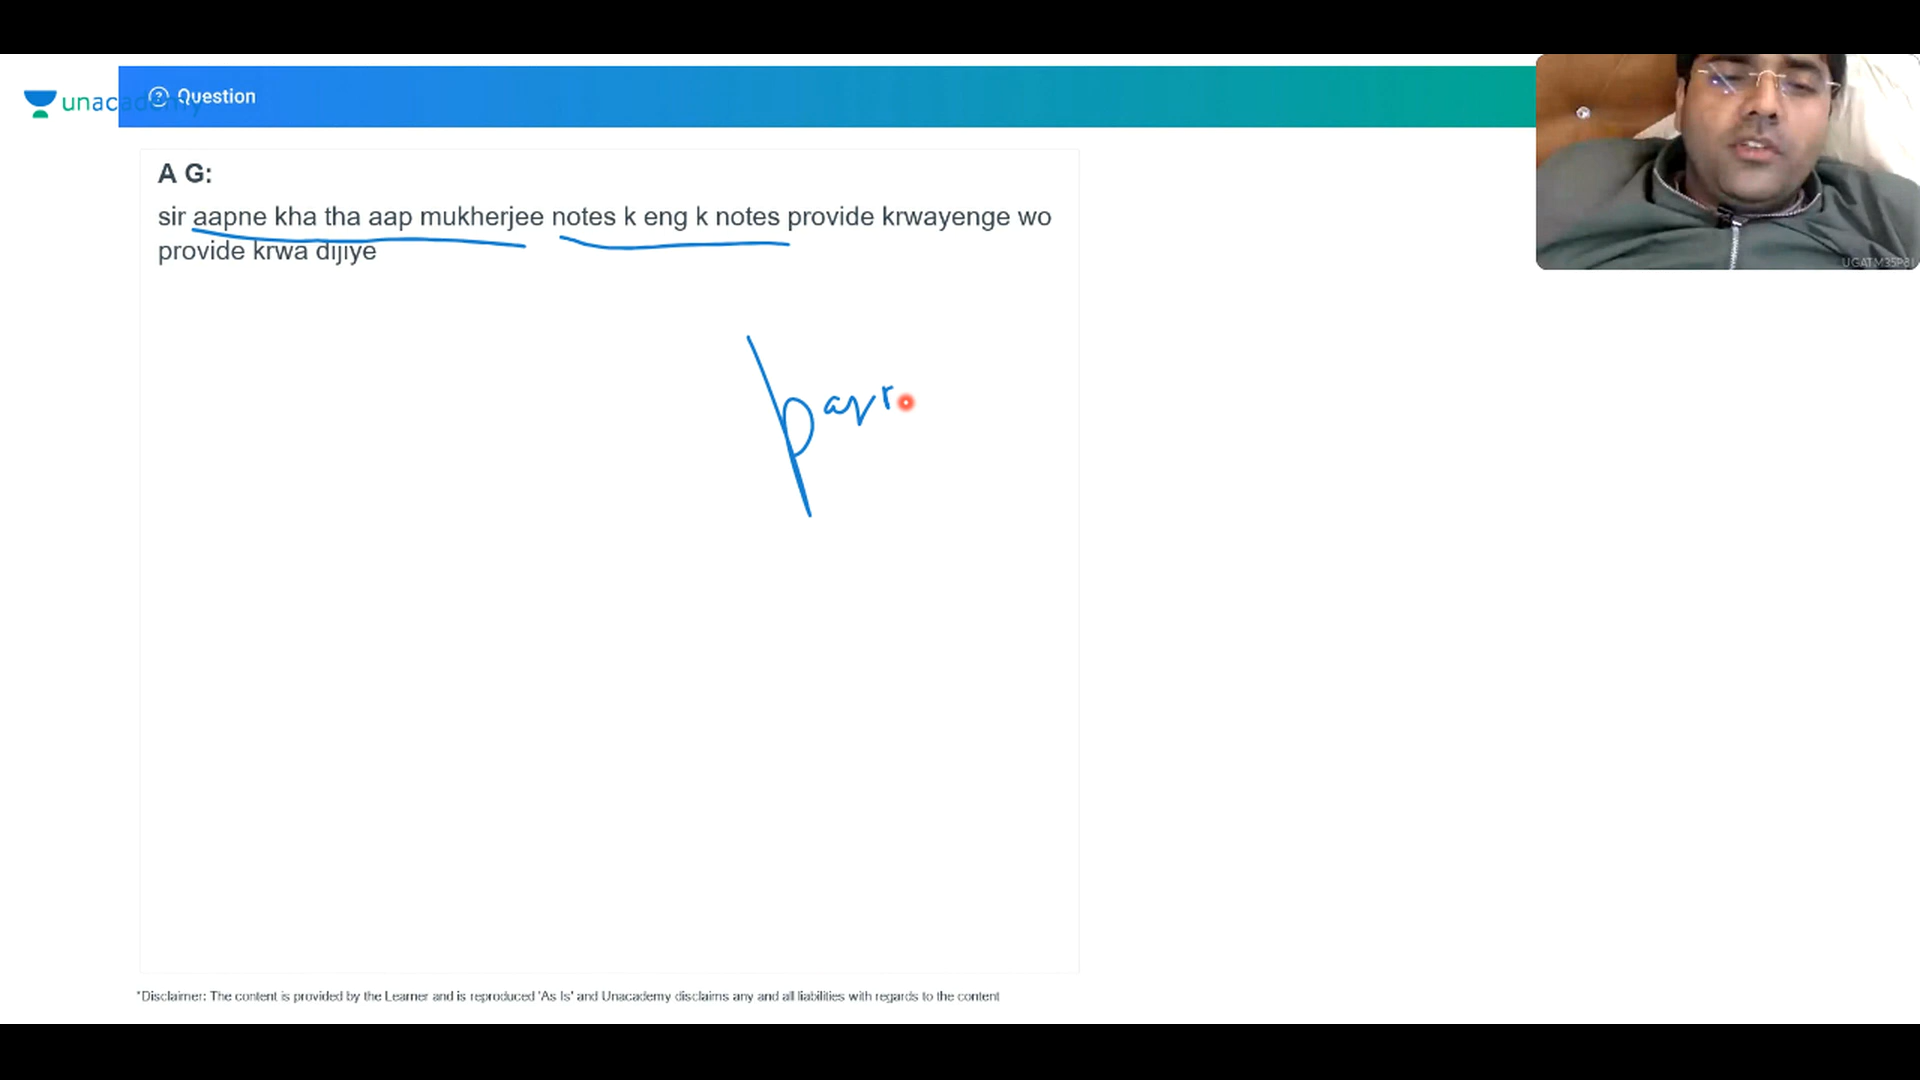 unacademy
Question
A G:
sir aapne kha tha aap mukherjee notes k eng k notes provide krwayenge wo
provide krwa dijiye
UGATM35P81
*Disclaimer: The content is provided by the Learner and is reproduced 'As Is' and Unacademy disclaims any and all liabilities with regards to the content